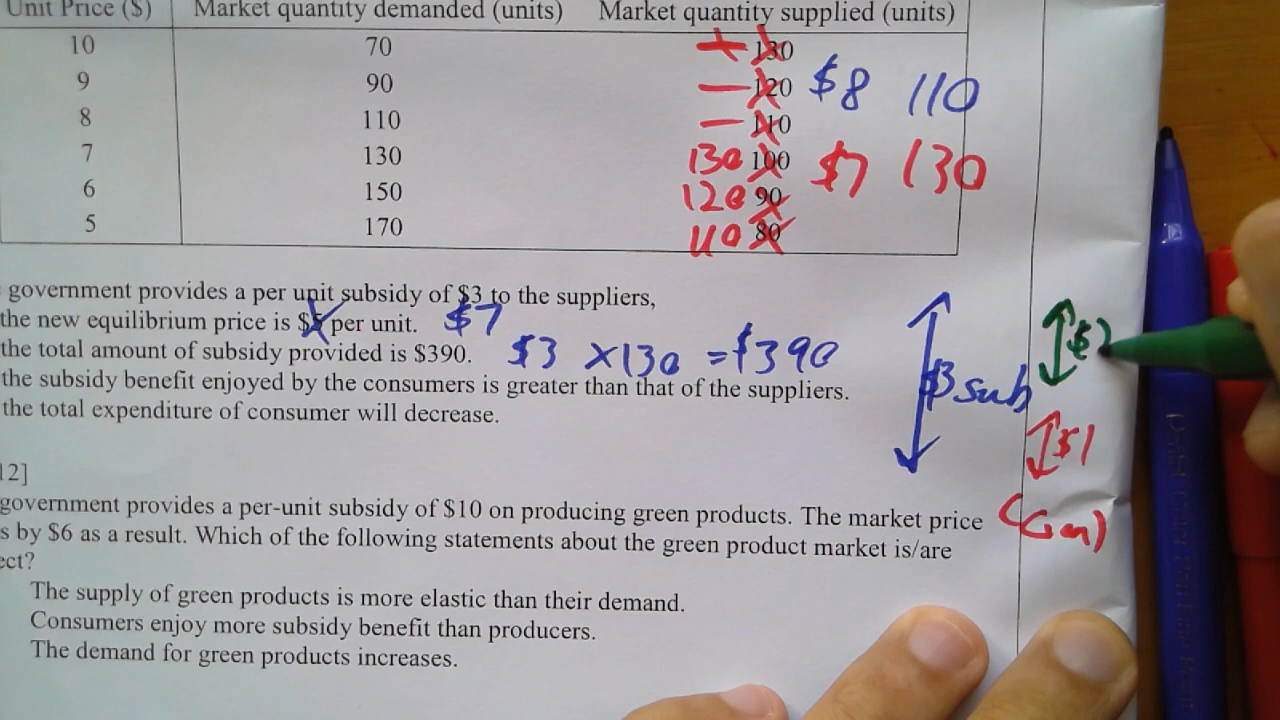 Unit Price ($) Market quantity demanded (units) Market quantity supplied (units)
10 70 + 130
9 90 — 120 $8 110
8 110 — 110
7 130 130 100 $7 130
6 150 120 90
5 170 110 80
government provides a per unit subsidy of $3 to the suppliers,
the new equilibrium price is $5 per unit. $7
the total amount of subsidy provided is $390. $3 ×130 =$390
the subsidy benefit enjoyed by the consumers is greater than that of the suppliers.
the total expenditure of consumer will decrease.
$3 sub
$2
$1
(Con)
12]
government provides a per-unit subsidy of $10 on producing green products. The market price
s by $6 as a result. Which of the following statements about the green product market is/are
ect?
The supply of green products is more elastic than their demand.
Consumers enjoy more subsidy benefit than producers.
The demand for green products increases.